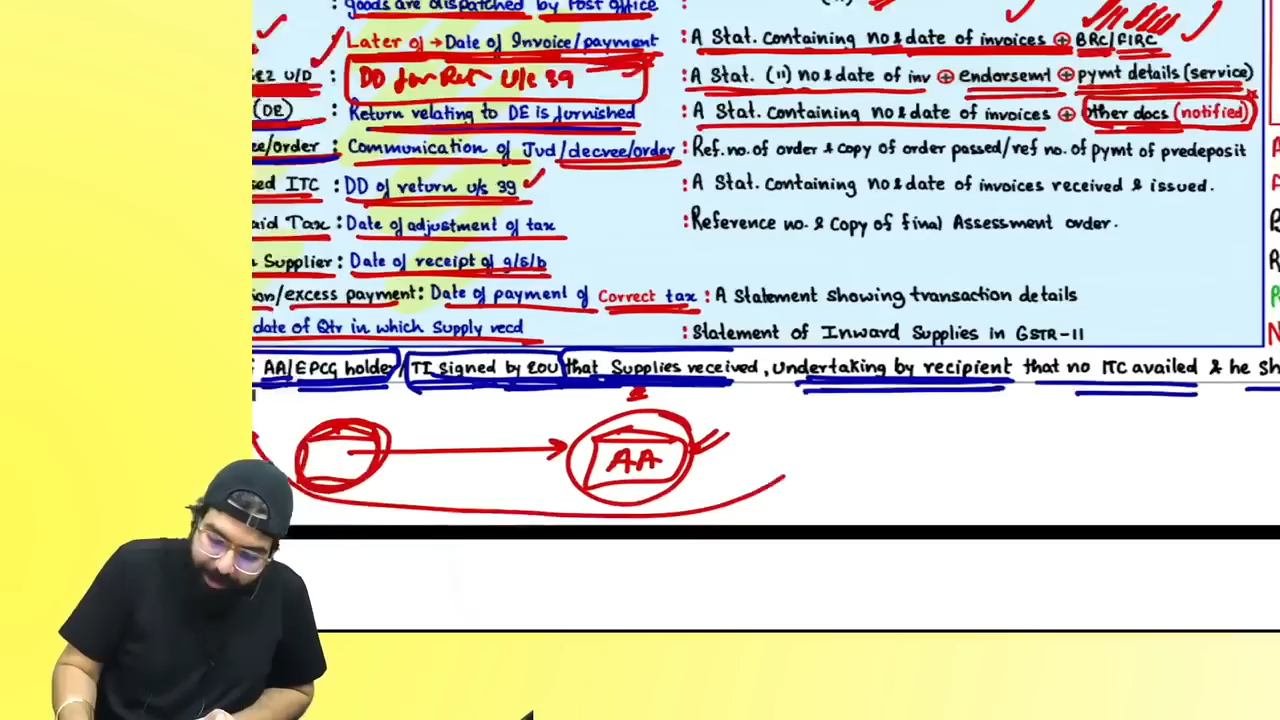 : goods are dispatched by Post Office :
Later of → Date of Invoice/payment : A Stat. containing no & date of invoices ⊕ BRC/FIRC
SEZ U/D DD for Ret U/s 39 : A Stat. (11) no & date of inv ⊕ endorsemt ⊕ pymt details (service)
(DE) : Return relating to DE is furnished : A Stat. Containing no & date of invoices ⊕ Other docs (notified)
ee/order : Communication of Jud/decree/order : Ref. no. of order & copy of order passed/ref no. of pymt of predeposit
sed ITC : DD of return u/s 39 : A Stat. Containing no & date of invoices received & issued.
aid Tax : Date of adjustment of tax : Reference no. & Copy of final Assessment order.
Supplier : Date of receipt of g/s/b
ion/excess payment : Date of payment of Correct tax : A Statement showing transaction details
date of Qtr in which Supply recd : Statement of Inward Supplies in GSTR-11
AA/EPCG holder / TI signed by EOU that Supplies received, Undertaking by recipient that no ITC availed & he sh
AA